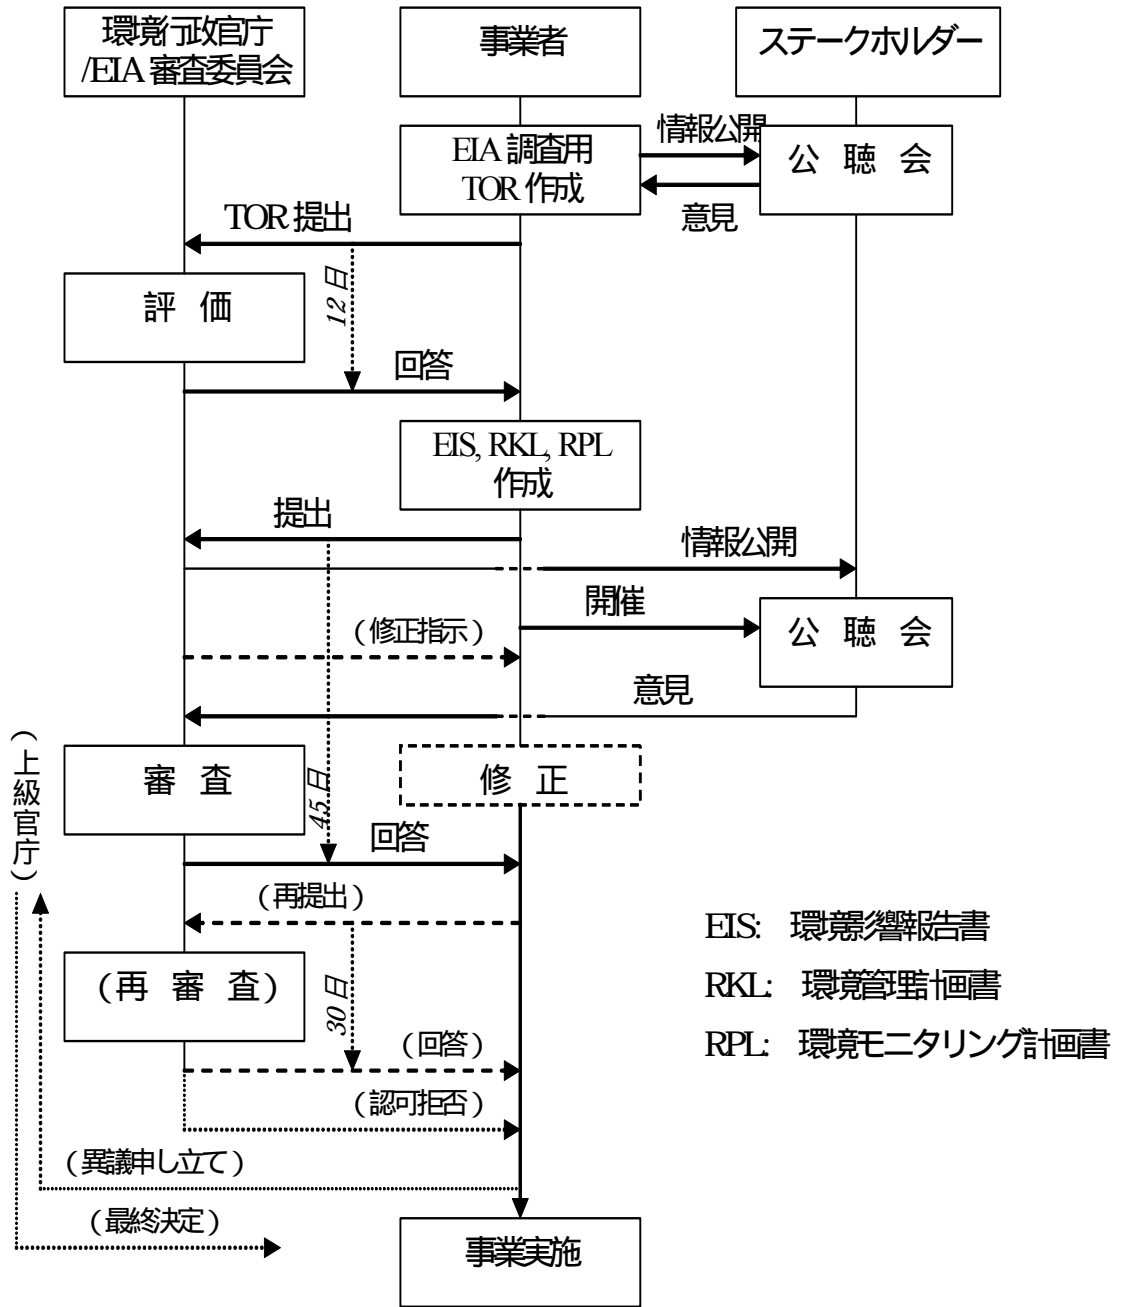 環境行政官庁
/EIA 審査委員会
事業者
ステークホルダー
EIA 調査用
TOR 作成
情報公開
意見
公 聴 会
TOR 提出
12 日
評 価
回答
EIS, RKL, RPL
作成
提出
情報公開
開催
公 聴 会
(修正指示)
意見
(上級官庁)
審 査
45 日
修 正
回答
(再提出)
(再 審 査)
30 日
(回答)
(認可拒否)
(異議申し立て)
(最終決定)
事業実施
EIS: 環境影響報告書
RKL: 環境管理計画書
RPL: 環境モニタリング計画書